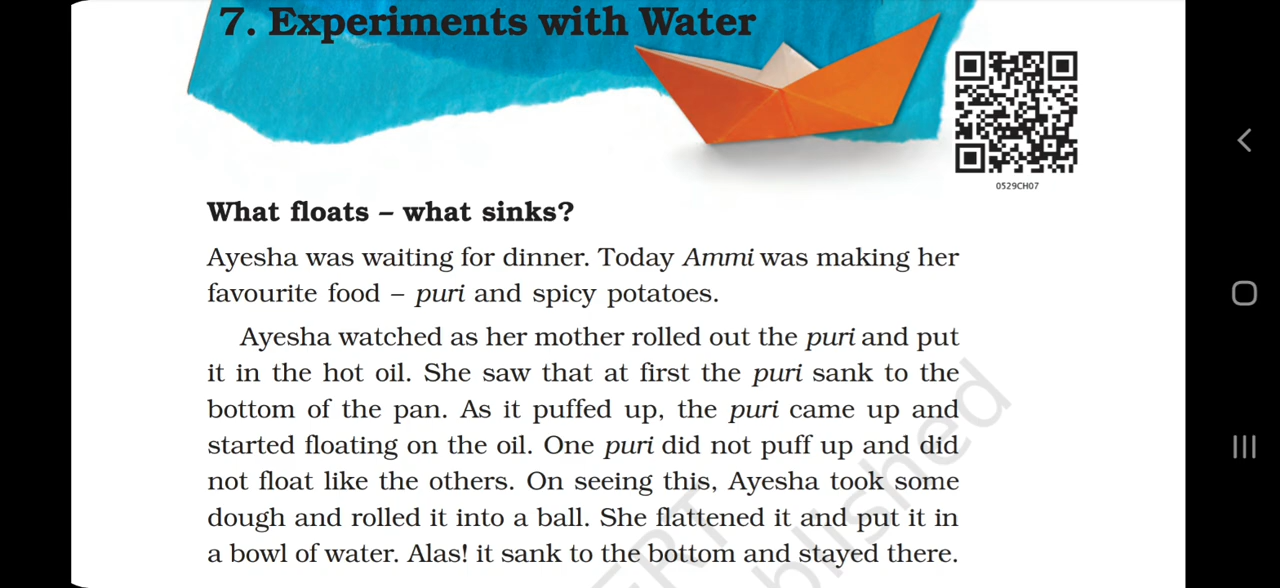 7. Experiments with Water
0529CH07
What floats – what sinks?
Ayesha was waiting for dinner. Today Ammi was making her
favourite food – puri and spicy potatoes.
Ayesha watched as her mother rolled out the puri and put
it in the hot oil. She saw that at first the puri sank to the
bottom of the pan. As it puffed up, the puri came up and
started floating on the oil. One puri did not puff up and did
not float like the others. On seeing this, Ayesha took some
dough and rolled it into a ball. She flattened it and put it in
a bowl of water. Alas! it sank to the bottom and stayed there.